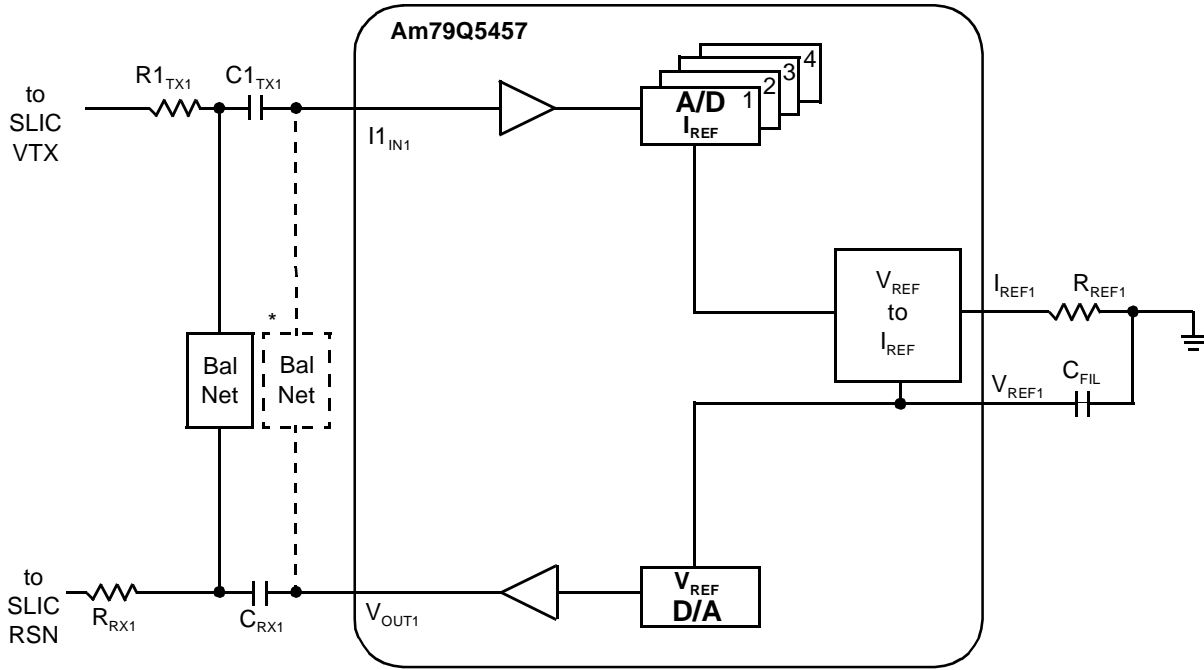 Am79Q5457
to
SLIC
VTX
R1TX1
C1TX1
I1IN1
A/D
IREF
1
2
3
4
VREF
to
IREF
IREF1
RREF1
VREF1
CFIL
*
Bal
Net
Bal
Net
to
SLIC
RSN
RRX1
CRX1
VOUT1
VREF
D/A